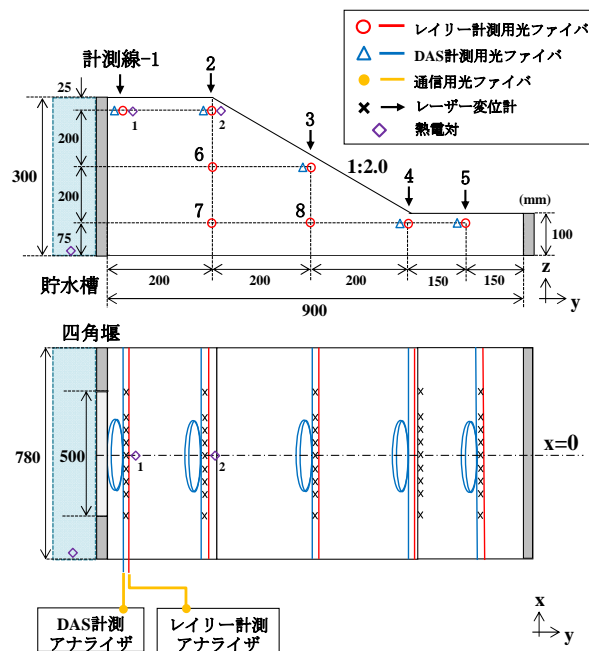 レイリー計測用光ファイバ
DAS計測用光ファイバ
通信用光ファイバ
レーザー変位計
熱電対
計測線-1
2
3
4
5
6
7
8
1
2
25
200
200
75
300
1:2.0
(mm)
100
200
200
200
150
150
900
z
y
貯水槽
四角堰
780
500
1
2
x=0
DAS計測
アナライザ
レイリー計測
アナライザ
x
y